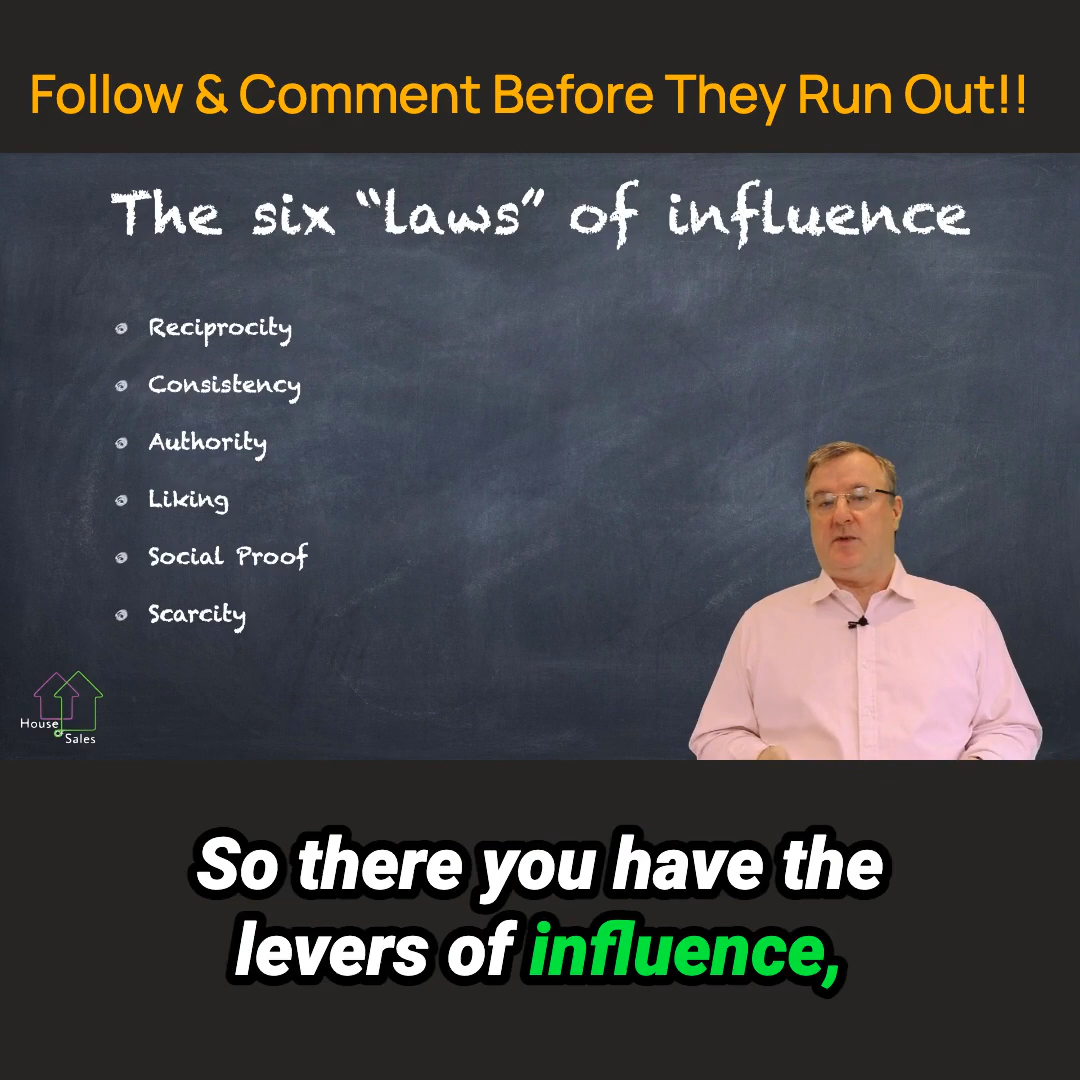 Follow & Comment Before They Run Out!!
The six “laws” of influence
Reciprocity
Consistency
Authority
Liking
Social Proof
Scarcity
House
of
Sales
So there you have the
levers of influence,